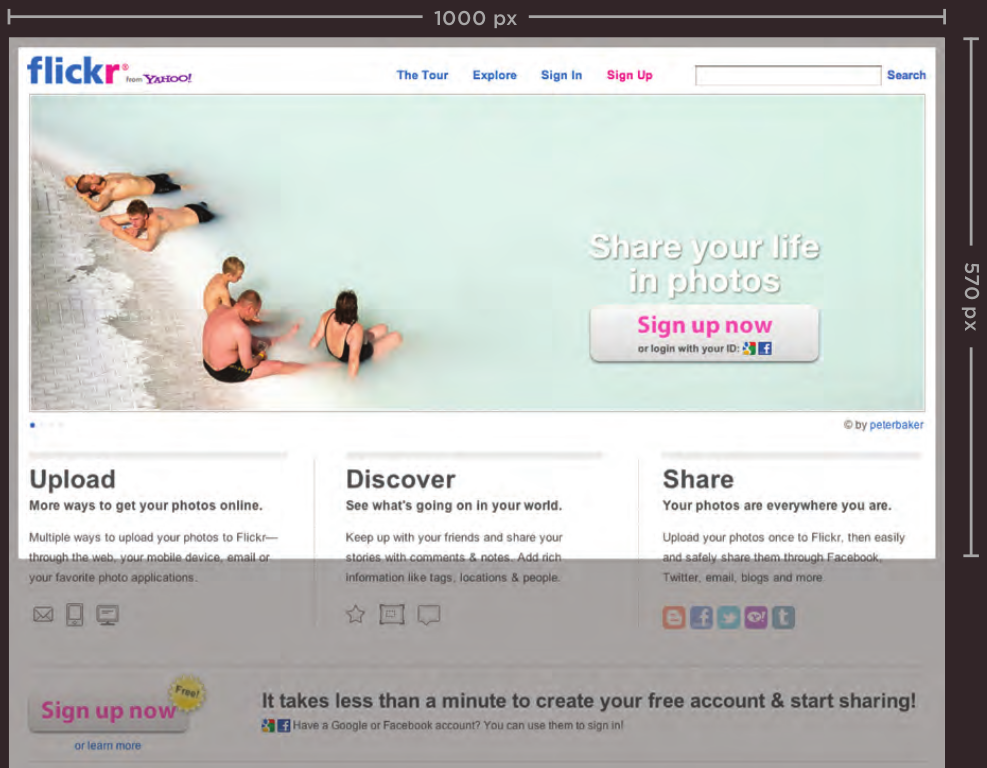 1000 px
570 px
flickr® from YAHOO!
The Tour Explore Sign In Sign Up Search
Share your life
in photos
Sign up now
or login with your ID:
© by peterbaker
Upload
More ways to get your photos online.
Multiple ways to upload your photos to Flickr—
through the web, your mobile device, email or
your favorite photo applications.
Discover
See what's going on in your world.
Keep up with your friends and share your
stories with comments & notes. Add rich
information like tags, locations & people.
Share
Your photos are everywhere you are.
Upload your photos once to Flickr, then easily
and safely share them through Facebook,
Twitter, email, blogs and more
Free!
Sign up now
or learn more
It takes less than a minute to create your free account & start sharing!
Have a Google or Facebook account? You can use them to sign in!